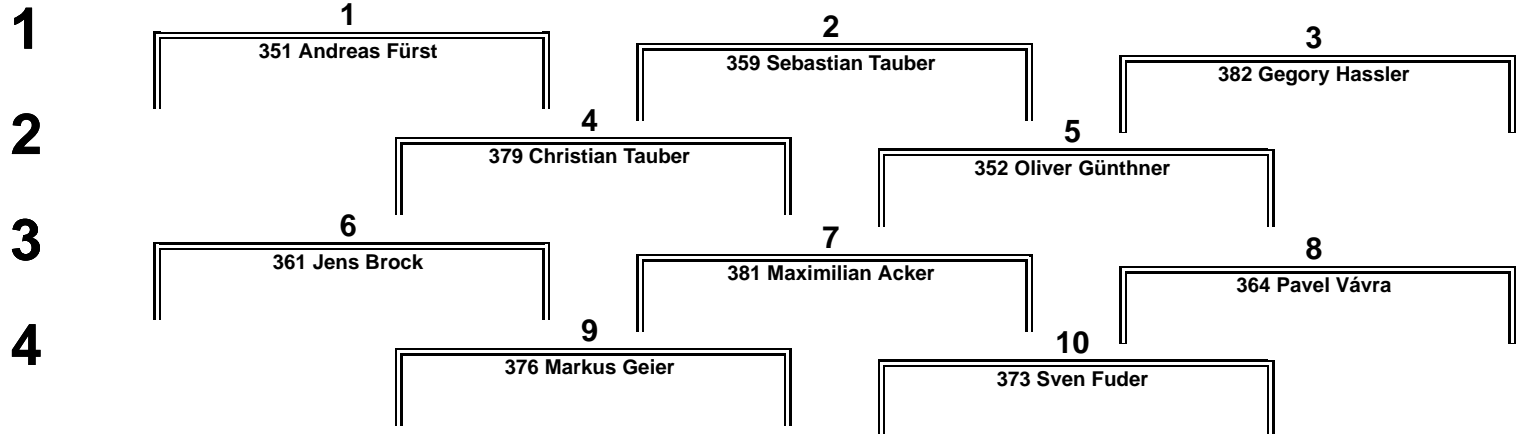 1
1
351 Andreas Fürst
2
359 Sebastian Tauber
3
382 Gegory Hassler
2
4
379 Christian Tauber
5
352 Oliver Günthner
3
6
361 Jens Brock
7
381 Maximilian Acker
8
364 Pavel Vávra
4
9
376 Markus Geier
10
373 Sven Fuder